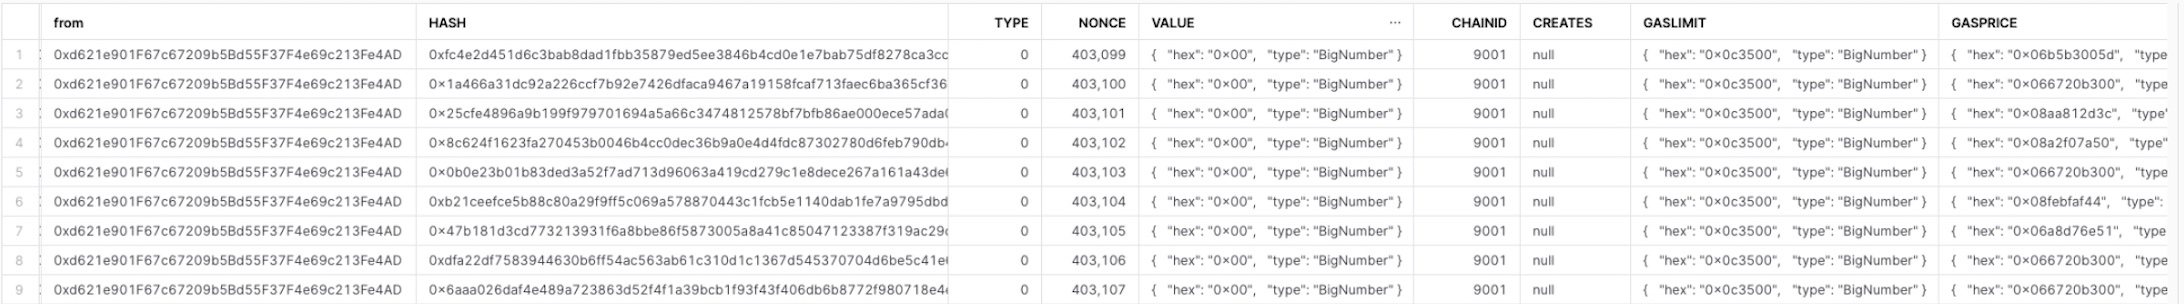 from HASH TYPE NONCE VALUE ... CHAINID CREATES GASLIMIT GASPRICE
1 0xd621e901F67c67209b5Bd55F37F4e69c213Fe4AD 0xfc4e2d451d6c3bab8dad1fbb35879ed5ee3846b4cd0e1e7bab75df8278ca3cc 0 403,099 { "hex": "0x00", "type": "BigNumber" } 9001 null { "hex": "0x0c3500", "type": "BigNumber" } { "hex": "0x06b5b3005d", "type
2 0xd621e901F67c67209b5Bd55F37F4e69c213Fe4AD 0x1a466a31dc92a226ccf7b92e7426dfaca9467a19158fcaf713faec6ba365cf36 0 403,100 { "hex": "0x00", "type": "BigNumber" } 9001 null { "hex": "0x0c3500", "type": "BigNumber" } { "hex": "0x066720b300", "type
3 0xd621e901F67c67209b5Bd55F37F4e69c213Fe4AD 0x25cfe4896a9b199f979701694a5a66c3474812578bf7bfb86ae000ece57ada 0 403,101 { "hex": "0x00", "type": "BigNumber" } 9001 null { "hex": "0x0c3500", "type": "BigNumber" } { "hex": "0x08aa812d3c", "type"
4 0xd621e901F67c67209b5Bd55F37F4e69c213Fe4AD 0x8c624f1623fa270453b0046b4cc0dec36b9a0e4d4fdc87302780d6feb790db 0 403,102 { "hex": "0x00", "type": "BigNumber" } 9001 null { "hex": "0x0c3500", "type": "BigNumber" } { "hex": "0x08a2f07a50", "type"
5 0xd621e901F67c67209b5Bd55F37F4e69c213Fe4AD 0x0b0e23b01b83ded3a52f7ad713d96063a419cd279c1e8dece267a161a43de 0 403,103 { "hex": "0x00", "type": "BigNumber" } 9001 null { "hex": "0x0c3500", "type": "BigNumber" } { "hex": "0x066720b300", "type
6 0xd621e901F67c67209b5Bd55F37F4e69c213Fe4AD 0xb21ceefce5b88c80a29f9ff5c069a578870443c1fcb5e1140dab1fe7a9795dbd 0 403,104 { "hex": "0x00", "type": "BigNumber" } 9001 null { "hex": "0x0c3500", "type": "BigNumber" } { "hex": "0x08febfaf44", "type":
7 0xd621e901F67c67209b5Bd55F37F4e69c213Fe4AD 0x47b181d3cd773213931f6a8bbe86f5873005a8a41c85047123387f319ac29 0 403,105 { "hex": "0x00", "type": "BigNumber" } 9001 null { "hex": "0x0c3500", "type": "BigNumber" } { "hex": "0x06a8d76e51", "type
8 0xd621e901F67c67209b5Bd55F37F4e69c213Fe4AD 0xdfa22df7583944630b6ff54ac563ab61c310d1c1367d545370704d6be5c41e 0 403,106 { "hex": "0x00", "type": "BigNumber" } 9001 null { "hex": "0x0c3500", "type": "BigNumber" } { "hex": "0x066720b300", "type
9 0xd621e901F67c67209b5Bd55F37F4e69c213Fe4AD 0x6aaa026daf4e489a723863d52f4f1a39bcb1f93f43f406db6b8772f980718e4 0 403,107 { "hex": "0x00", "type": "BigNumber" } 9001 null { "hex": "0x0c3500", "type": "BigNumber" } { "hex": "0x066720b300", "type